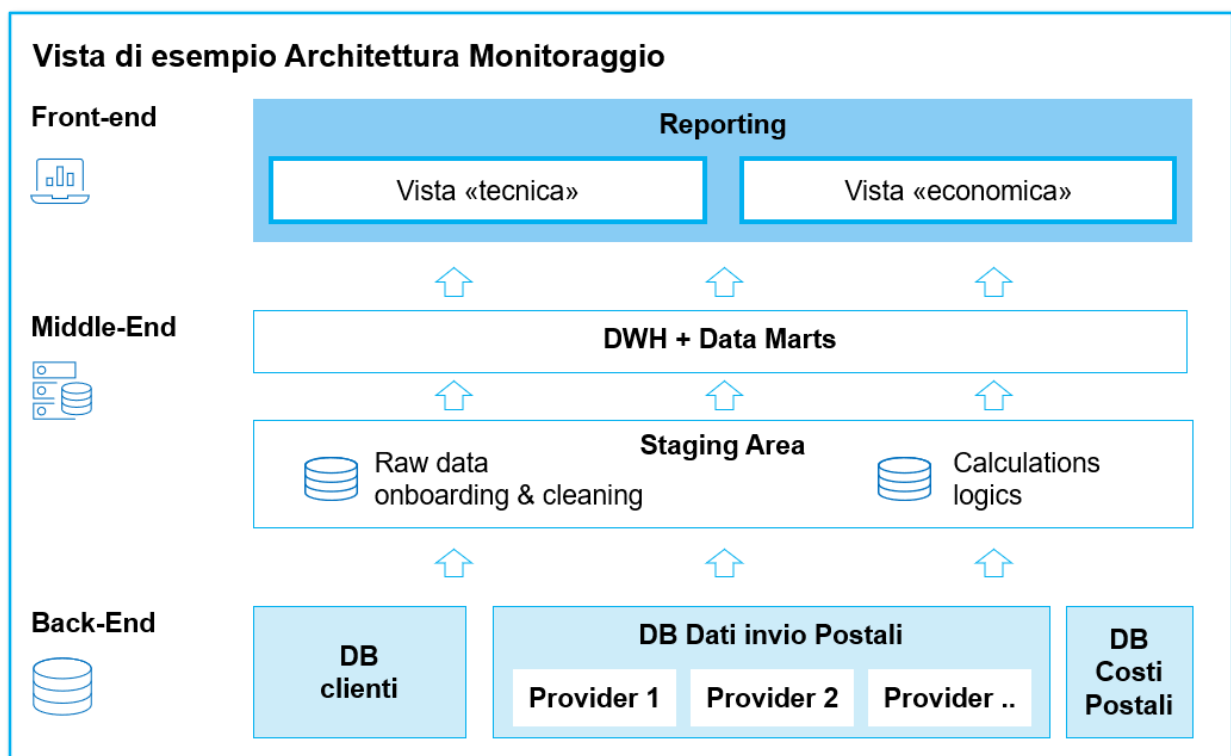 Vista di esempio Architettura Monitoraggio
Front-end
Reporting
Vista «tecnica»
Vista «economica»
Middle-End
DWH + Data Marts
Staging Area
Raw data
onboarding & cleaning
Calculations
logics
Back-End
DB
clienti
DB Dati invio Postali
Provider 1
Provider 2
Provider ..
DB
Costi
Postali